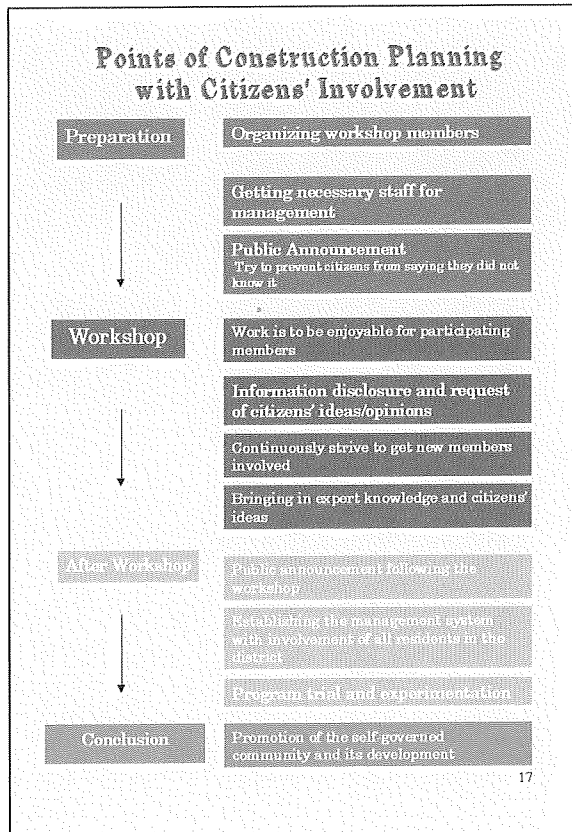 Points of Construction Planning
with Citizens' Involvement
Preparation
Organizing workshop members
Getting necessary staff for
management
Public Announcement
Try to prevent citizens from saying they did not
know it
Workshop
Work is to be enjoyable for participating
members
Information disclosure and request
of citizens' ideas/opinions
Continuously strive to get new members
involved
Bringing in expert knowledge and citizens'
ideas
After Workshop
Public announcement following the
workshop
Establishing the management system
with involvement of all residents in the
district
Program trial and experimentation
Conclusion
Promotion of the self-governed
community and its development
17